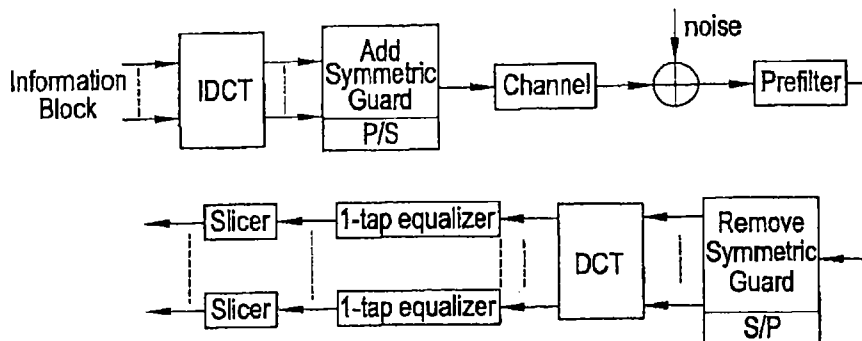 Information
Block
IDCT
Add
Symmetric
Guard
P/S
Channel
noise
Prefilter
Slicer
1-tap equalizer
DCT
Remove
Symmetric
Guard
S/P
Slicer
1-tap equalizer